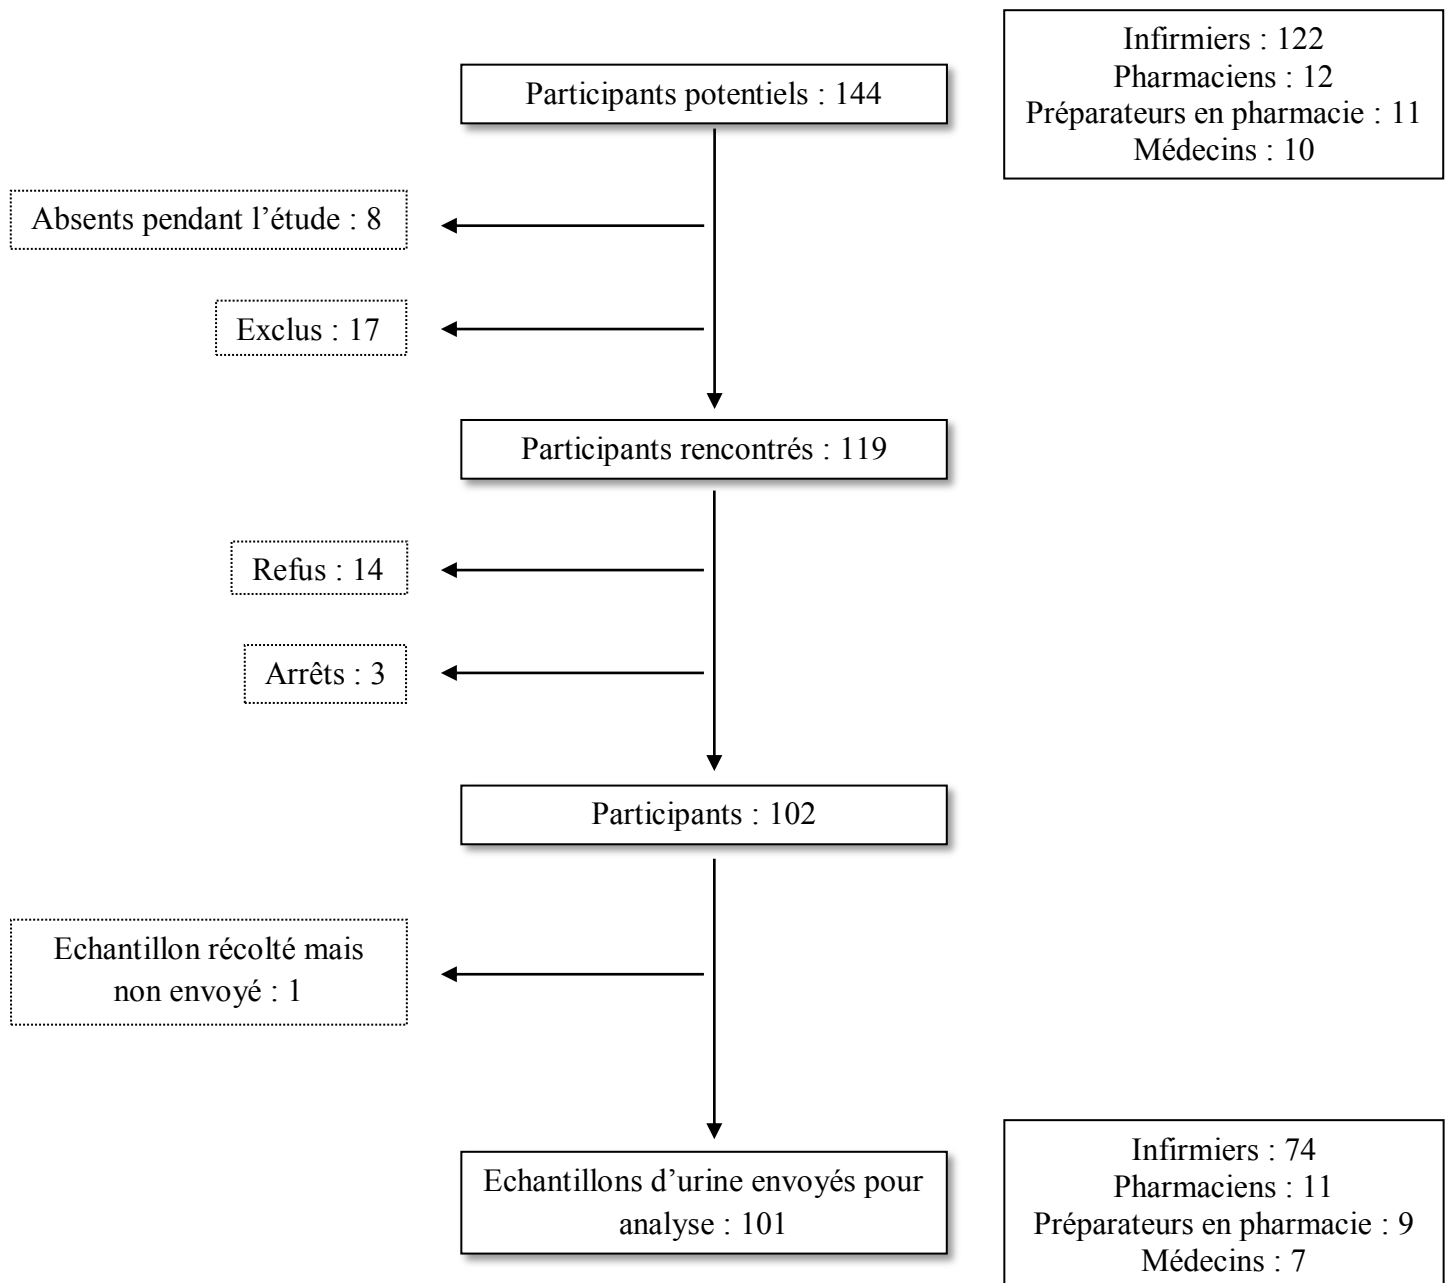 Participants potentiels : 144
Infirmiers : 122
Pharmaciens : 12
Préparateurs en pharmacie : 11
Médecins : 10
Absents pendant l’étude : 8
Exclus : 17
Participants rencontrés : 119
Refus : 14
Arrêts : 3
Participants : 102
Echantillon récolté mais
non envoyé : 1
Echantillons d’urine envoyés pour
analyse : 101
Infirmiers : 74
Pharmaciens : 11
Préparateurs en pharmacie : 9
Médecins : 7